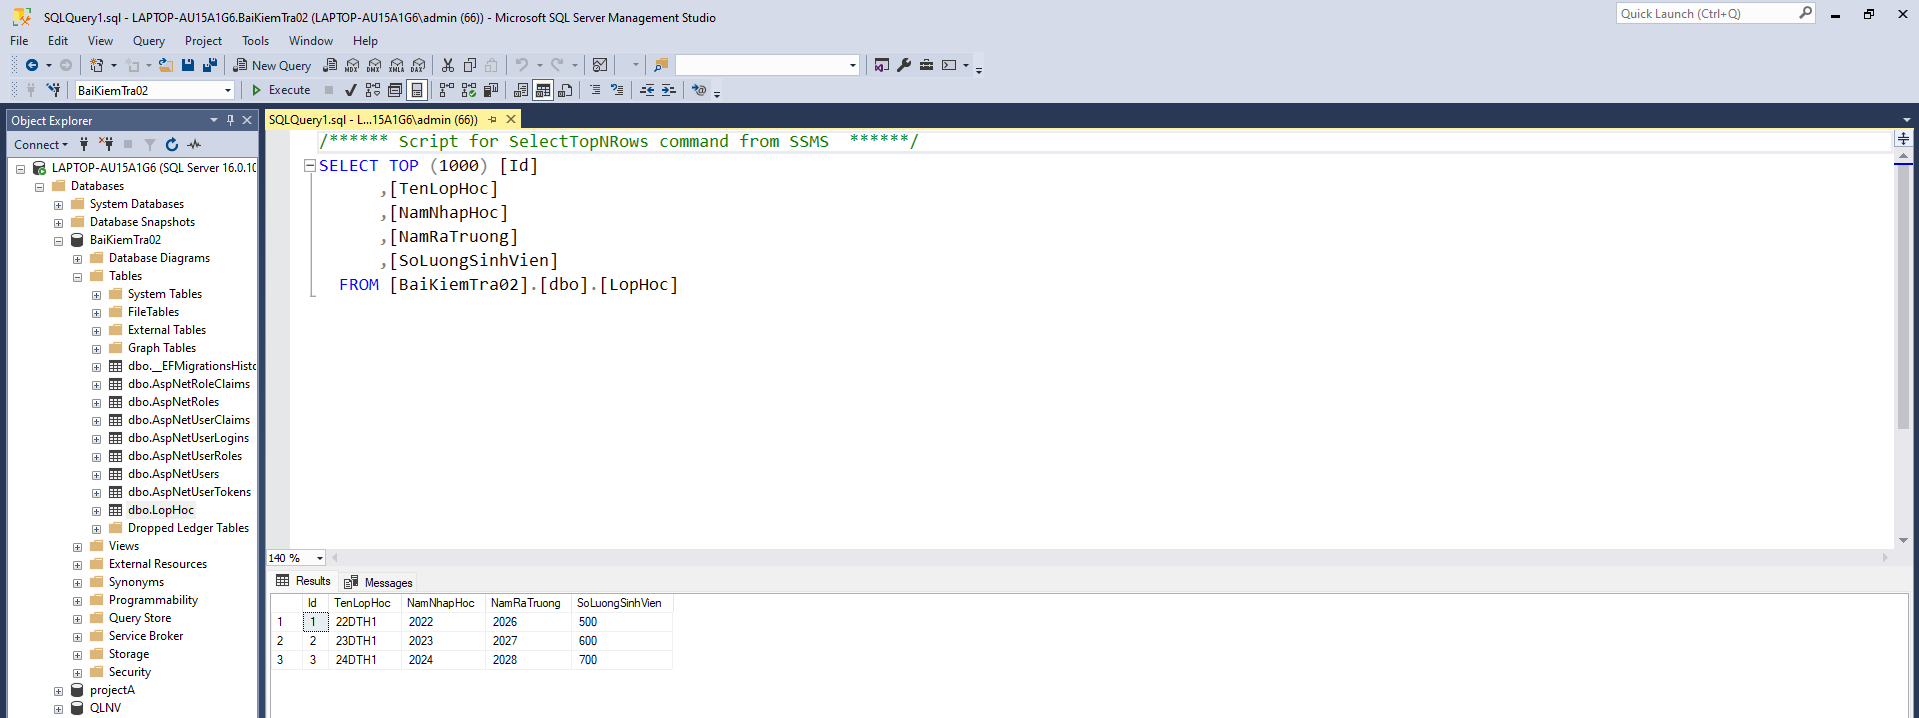 SQLQuery1.sql - LAPTOP-AU15A1G6.BaiKiemTra02 (LAPTOP-AU15A1G6\admin (66)) - Microsoft SQL Server Management Studio
Quick Launch (Ctrl+Q)
File Edit View Query Project Tools Window Help
New Query
MDX DMX XMLA DAX
BaiKiemTra02
Execute
Object Explorer
SQLQuery1.sql - L...15A1G6\admin (66))
Connect
LAPTOP-AU15A1G6 (SQL Server 16.0.10
Databases
System Databases
Database Snapshots
BaiKiemTra02
Database Diagrams
Tables
System Tables
FileTables
External Tables
Graph Tables
dbo.__EFMigrationsHisto
dbo.AspNetRoleClaims
dbo.AspNetRoles
dbo.AspNetUserClaims
dbo.AspNetUserLogins
dbo.AspNetUserRoles
dbo.AspNetUsers
dbo.AspNetUserTokens
dbo.LopHoc
Dropped Ledger Tables
Views
External Resources
Synonyms
Programmability
Query Store
Service Broker
Storage
Security
projectA
QLNV
/****** Script for SelectTopNRows command from SSMS  ******/
SELECT TOP (1000) [Id]
,[TenLopHoc]
,[NamNhapHoc]
,[NamRaTruong]
,[SoLuongSinhVien]
FROM [BaiKiemTra02].[dbo].[LopHoc]
140 %
Results Messages
Id TenLopHoc NamNhapHoc NamRaTruong SoLuongSinhVien
1 1 22DTH1 2022 2026 500
2 2 23DTH1 2023 2027 600
3 3 24DTH1 2024 2028 700